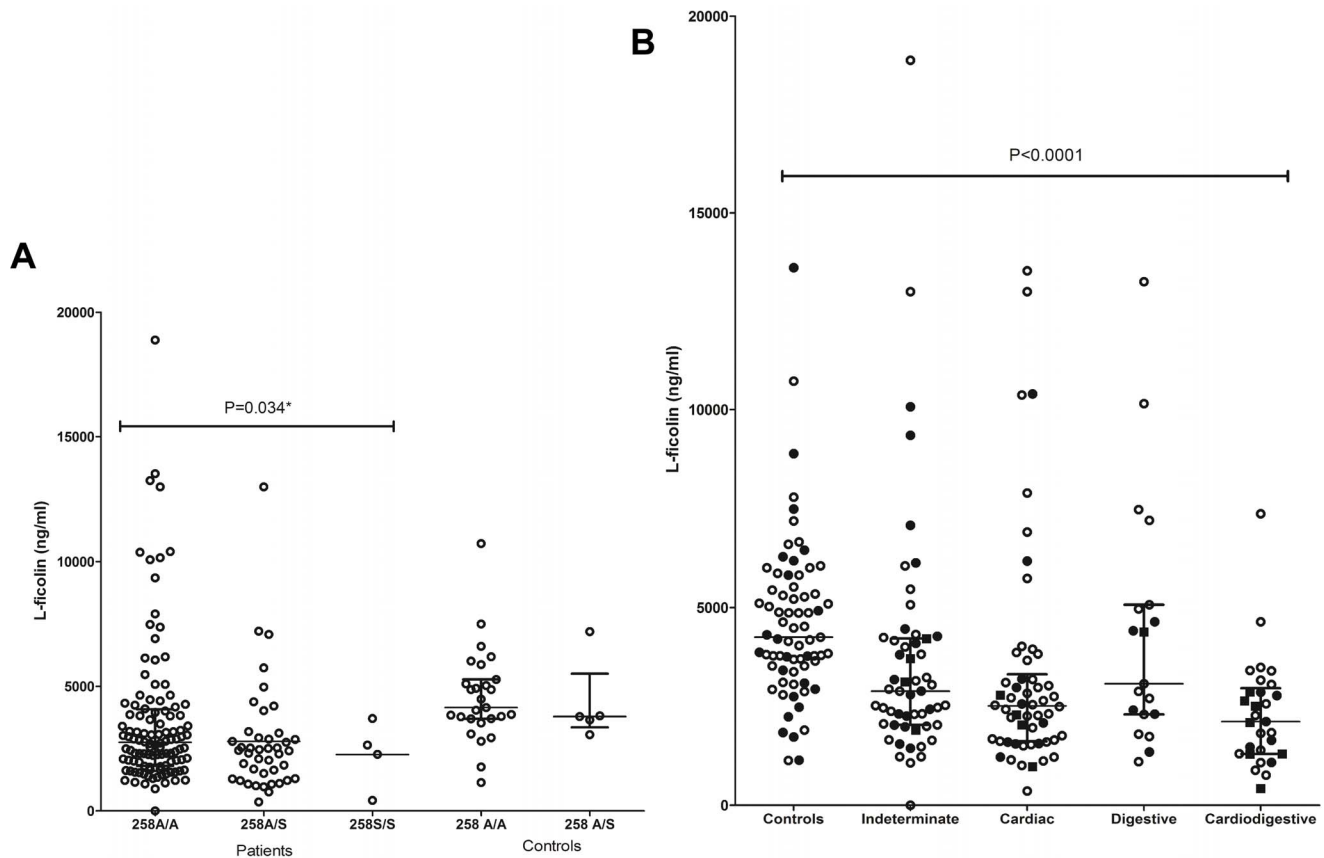 A
20000
15000
10000
5000
0
L-ficolin (ng/ml)
P=0.034*
258A/A 258A/S 258S/S 258 A/A 258 A/S
Patients Controls
B
20000
15000
10000
5000
0
L-ficolin (ng/ml)
P<0.0001
Controls Indeterminate Cardiac Digestive Cardiodigestive